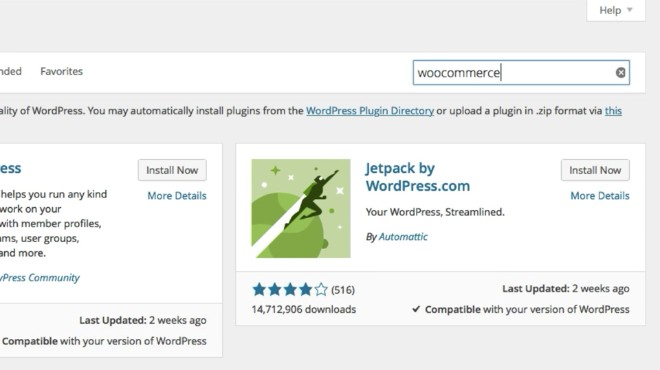 Help
nded Favorites
woocommerce
ality of WordPress. You may automatically install plugins from the WordPress Plugin Directory or upload a plugin in .zip format via this
ess
Install Now
More Details
helps you run any kind
work on your
with member profiles,
ms, user groups,
and more.
yPress Community
Last Updated: 2 weeks ago
Compatible with your version of WordPress
Jetpack by
WordPress.com
Install Now
More Details
Your WordPress, Streamlined.
By Automattic
(516)
Last Updated: 2 weeks ago
14,712,906 downloads
Compatible with your version of WordPress